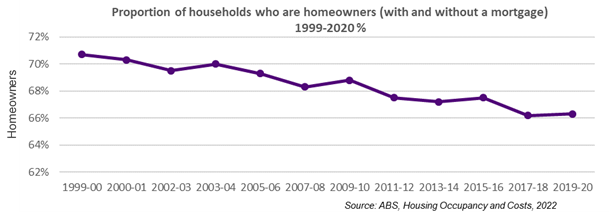 Proportion of households who are homeowners (with and without a mortgage)
1999-2020%
72%
70%
68%
66%
64%
62%
Homeowners
1999-00 2000-01 2002-03 2003-04 2005-06 2007-08 2009-10 2011-12 2013-14 2015-16 2017-18 2019-20
Source: ABS, Housing Occupancy and Costs, 2022